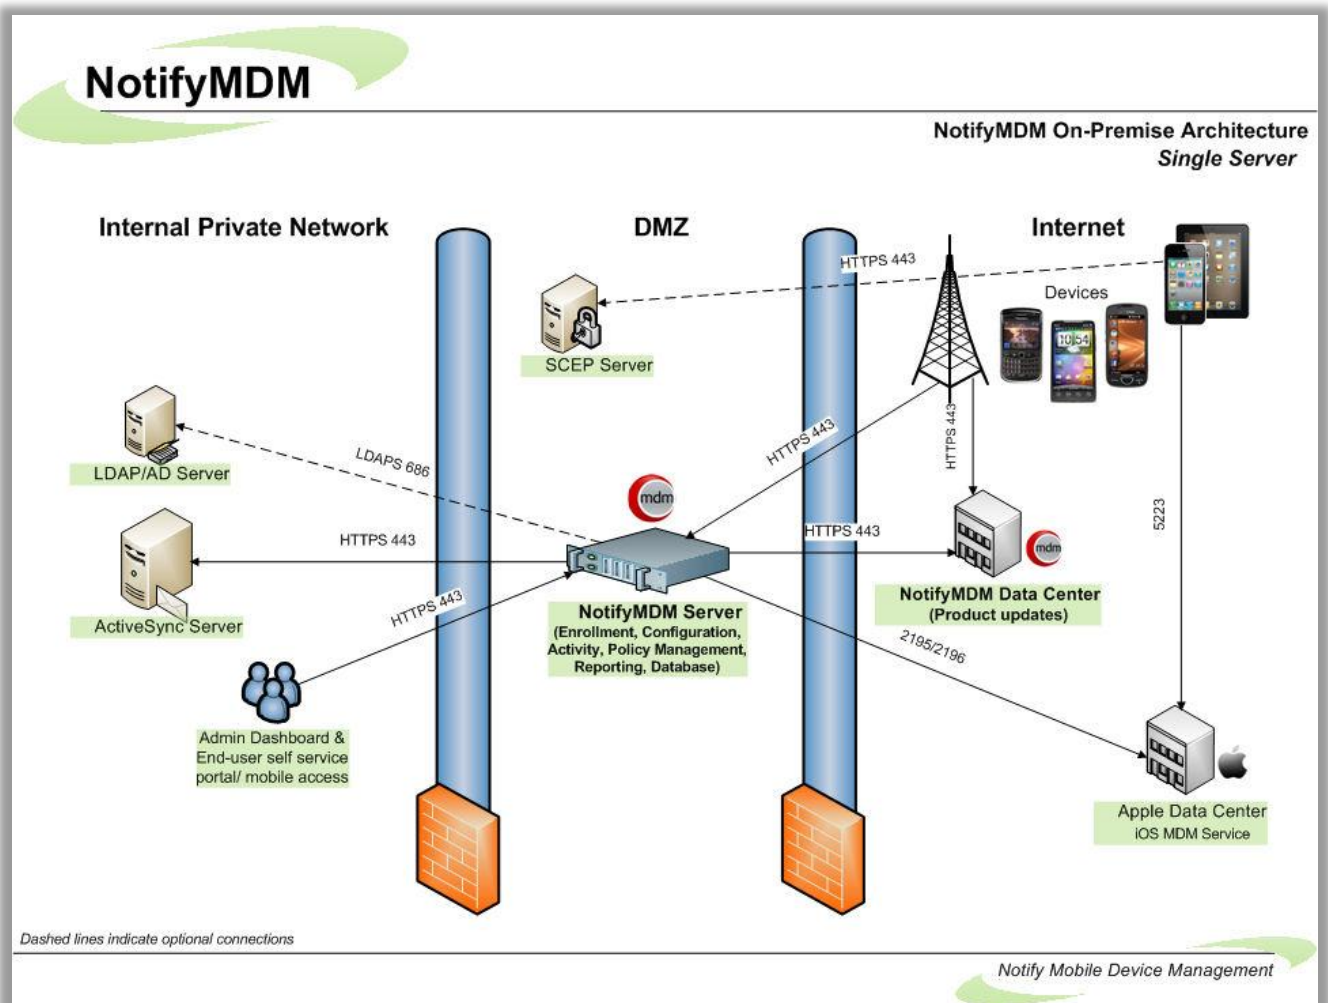 NotifyMDM
NotifyMDM On-Premise Architecture
Single Server
Internal Private Network
DMZ
Internet
HTTPS 443
Devices
10:54
SCEP Server
HTTPS 443
HTTPS 443
LDAPS 686
LDAP/AD Server
mdm
5223
HTTPS 443
HTTPS 443
mdm
HTTPS 443
NotifyMDM Data Center
(Product updates)
NotifyMDM Server
(Enrollment, Configuration,
Activity, Policy Management,
Reporting, Database)
ActiveSync Server
2195/2196
Admin Dashboard &
End-user self service
portal/ mobile access
Apple Data Center
iOS MDM Service
Dashed lines indicate optional connections
Notify Mobile Device Management